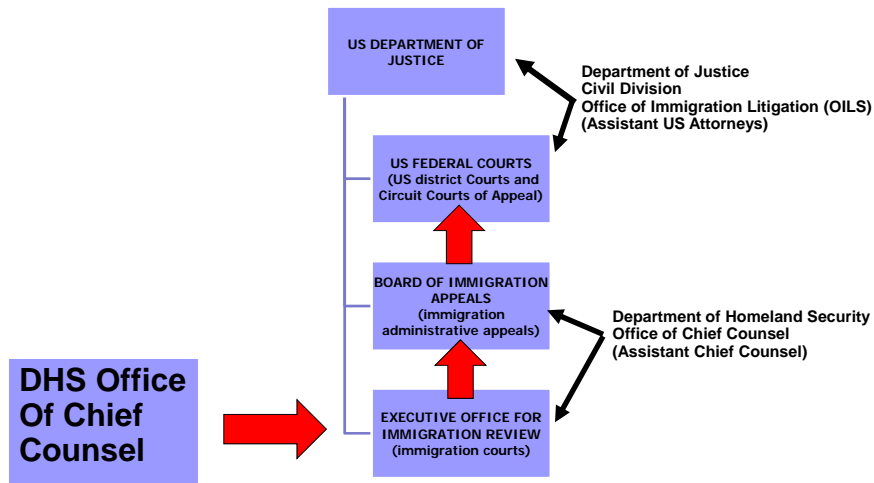 US DEPARTMENT OF
JUSTICE
Department of Justice
Civil Division
Office of Immigration Litigation (OILS)
(Assistant US Attorneys)
US FEDERAL COURTS
(US district Courts and
Circuit Courts of Appeal)
BOARD OF IMMIGRATION
APPEALS
(immigration
administrative appeals)
Department of Homeland Security
Office of Chief Counsel
(Assistant Chief Counsel)
DHS Office
Of Chief
Counsel
EXECUTIVE OFFICE FOR
IMMIGRATION REVIEW
(immigration courts)